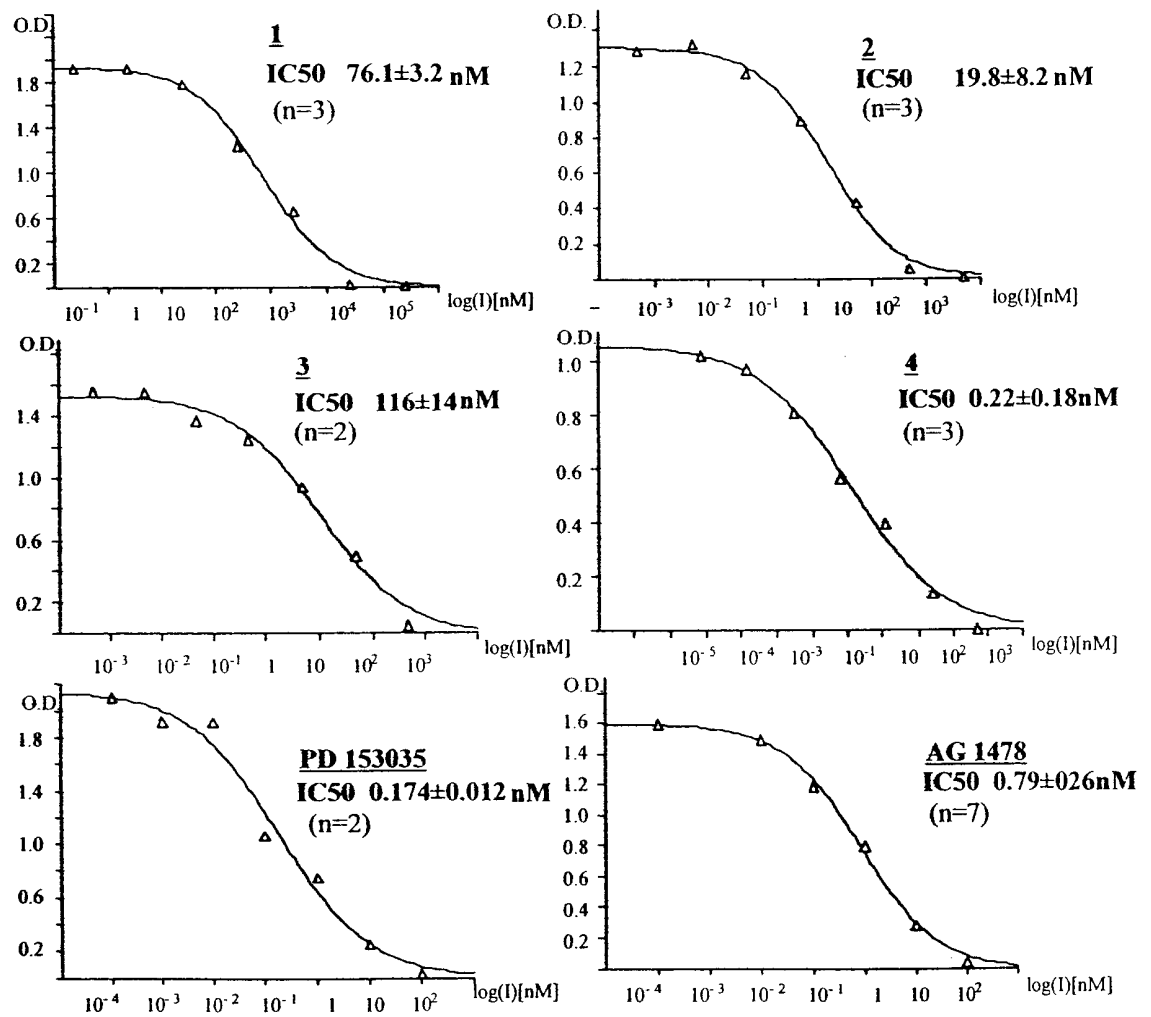 O.D.
1
IC50 76.1±3.2 nM
(n=3)
1.8
1.4
1.0
0.6
0.2
10⁻¹ 1 10 10² 10³ 10⁴ 10⁵ log(I)[nM]
O.D.
2
IC50 19.8±8.2 nM
(n=3)
1.2
1.0
0.8
0.6
0.4
0.2
– 10⁻³ 10⁻² 10⁻¹ 1 10 10² 10³ log(I)[nM]
O.D
3
IC50 116±14 nM
(n=2)
1.4
1.0
0.6
0.2
10⁻³ 10⁻² 10⁻¹ 1 10 10² 10³ log(I)[nM]
O.D.
4
IC50 0.22±0.18nM
(n=3)
1.0
0.8
0.6
0.4
0.2
10⁻⁵ 10⁻⁴ 10⁻³ 10⁻¹ 1 10 10² 10³ log(I)[nM]
O.D.
PD 153035
IC50 0.174±0.012 nM
(n=2)
1.8
1.4
1.0
0.6
0.2
10⁻⁴ 10⁻³ 10⁻² 10⁻¹ 1 10 10² log(I)[nM]
O.D.
AG 1478
IC50 0.79±026nM
(n=7)
1.6
1.4
1.2
1.0
0.8
0.6
0.4
0.2
10⁻⁴ 10⁻³ 10⁻² 10⁻¹ 1 10 10² log(I)[nM]